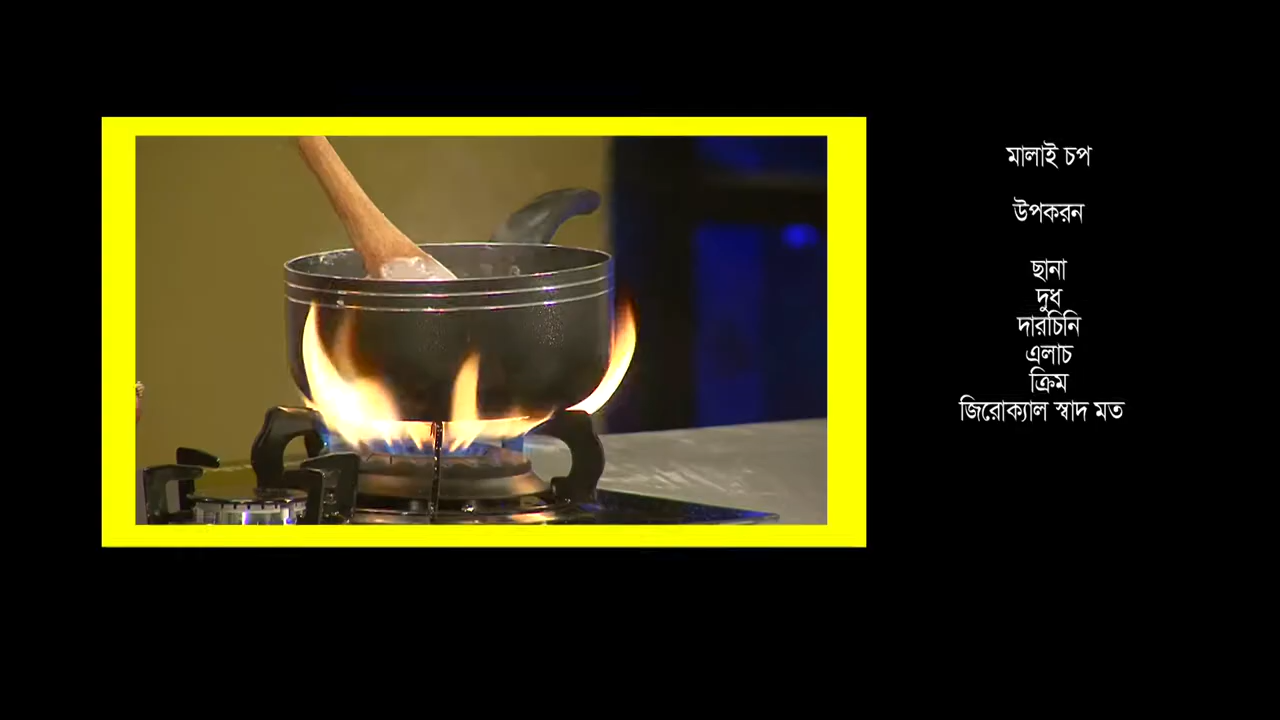 মালাই চপ
উপকরন
ছানা
দুধ
দারচিনি
এলাচ
ক্রিম
জিরোক্যাল স্বাদ মত